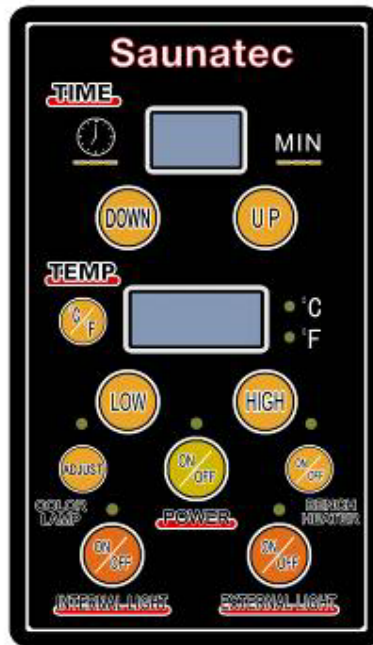 Saunatec
TIME
MIN
DOWN
UP
TEMP
C/F
°C
°F
LOW
HIGH
ADJUST
ON/OFF
ON/OFF
COLOR
LAMP
POWER
BENCH
HEATER
ON/OFF
ON/OFF
INTERNAL LIGHT
EXTERNAL LIGHT